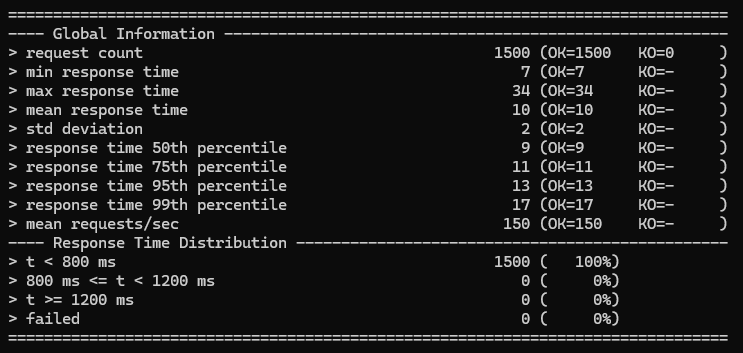 ================================================================================
---- Global Information --------------------------------------------------------
> request count                                       1500 (OK=1500   KO=0     )
> min response time                                      7 (OK=7      KO=-     )
> max response time                                     34 (OK=34     KO=-     )
> mean response time                                    10 (OK=10     KO=-     )
> std deviation                                          2 (OK=2      KO=-     )
> response time 50th percentile                          9 (OK=9      KO=-     )
> response time 75th percentile                         11 (OK=11     KO=-     )
> response time 95th percentile                         13 (OK=13     KO=-     )
> response time 99th percentile                         17 (OK=17     KO=-     )
> mean requests/sec                                    150 (OK=150    KO=-     )
---- Response Time Distribution ------------------------------------------------
> t < 800 ms                                          1500 (   100%)
> 800 ms <= t < 1200 ms                                  0 (     0%)
> t >= 1200 ms                                           0 (     0%)
> failed                                                 0 (     0%)
================================================================================